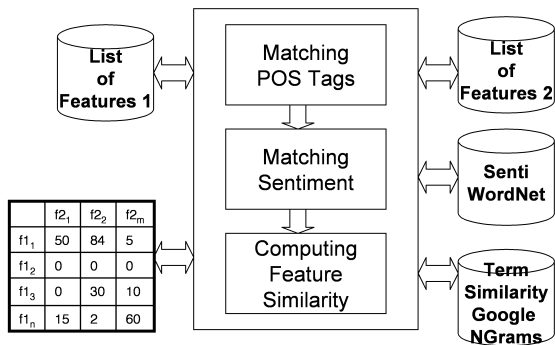 List
of
Features 1
Matching
POS Tags
List
of
Features 2
Matching
Sentiment
Senti
WordNet
f2₁ f2₂ f2ₘ
f1₁ 50 84 5
f1₂ 0 0 0
f1₃ 0 30 10
f1ₙ 15 2 60
Computing
Feature
Similarity
Term
Similarity
Google
NGrams